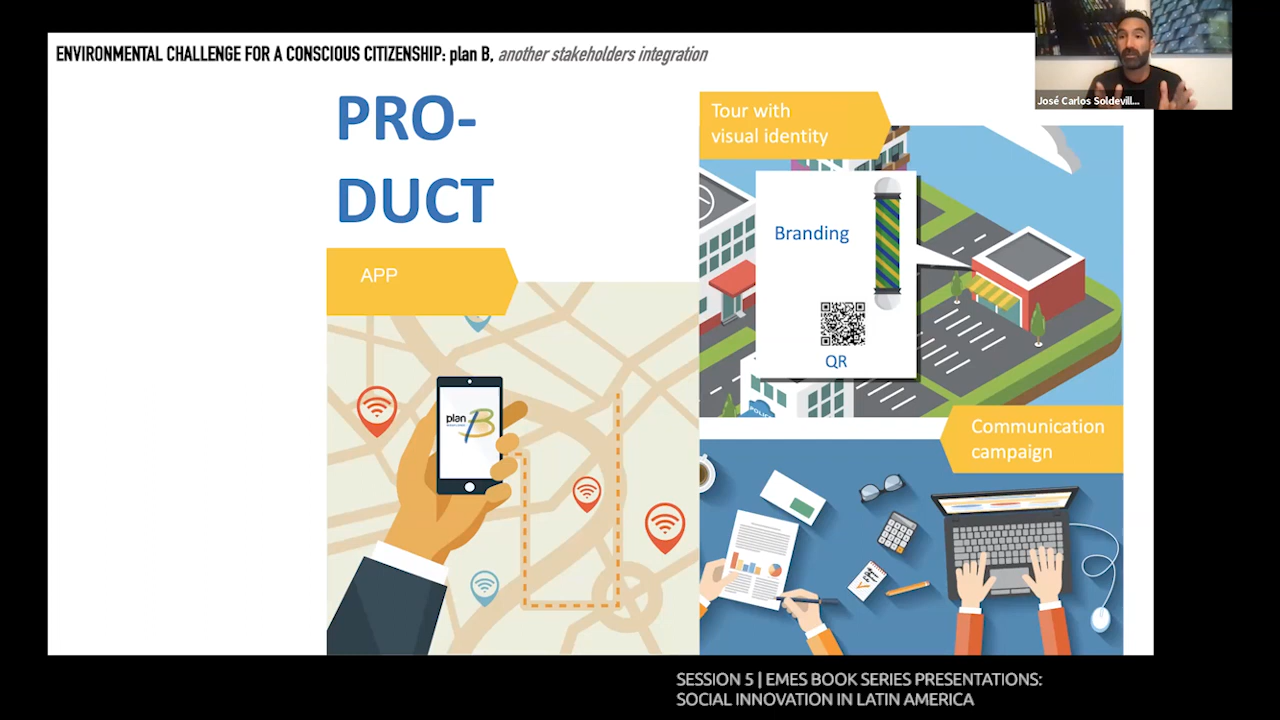 ENVIRONMENTAL CHALLENGE FOR A CONSCIOUS CITIZENSHIP: plan B, another stakeholders integration
José Carlos Soldevill...
PRO-
DUCT
Tour with
visual identity
Branding
QR
APP
plan B
POLICE
Communication
campaign
SESSION 5 | EMES BOOK SERIES PRESENTATIONS:
SOCIAL INNOVATION IN LATIN AMERICA